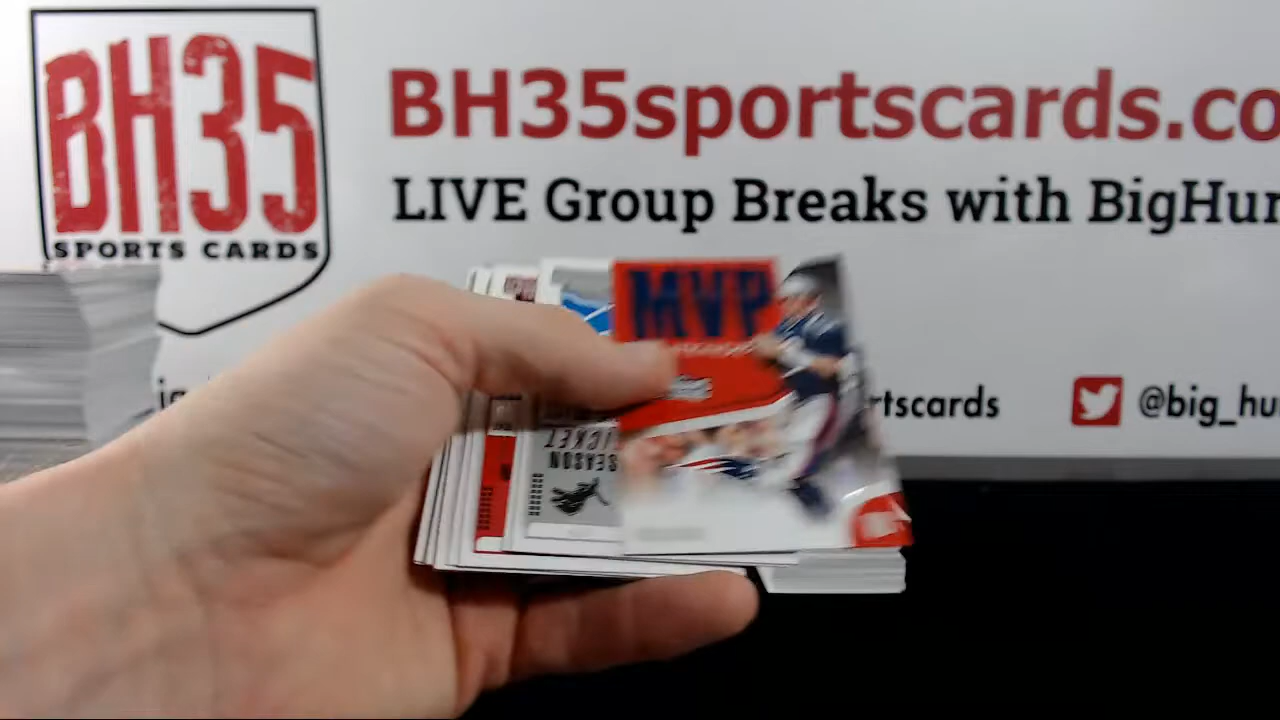 BH35
SPORTS CARDS
BH35sportscards.co
LIVE Group Breaks with BigHur
rtscards
@big_hu
MVP
SEASON
TICKET